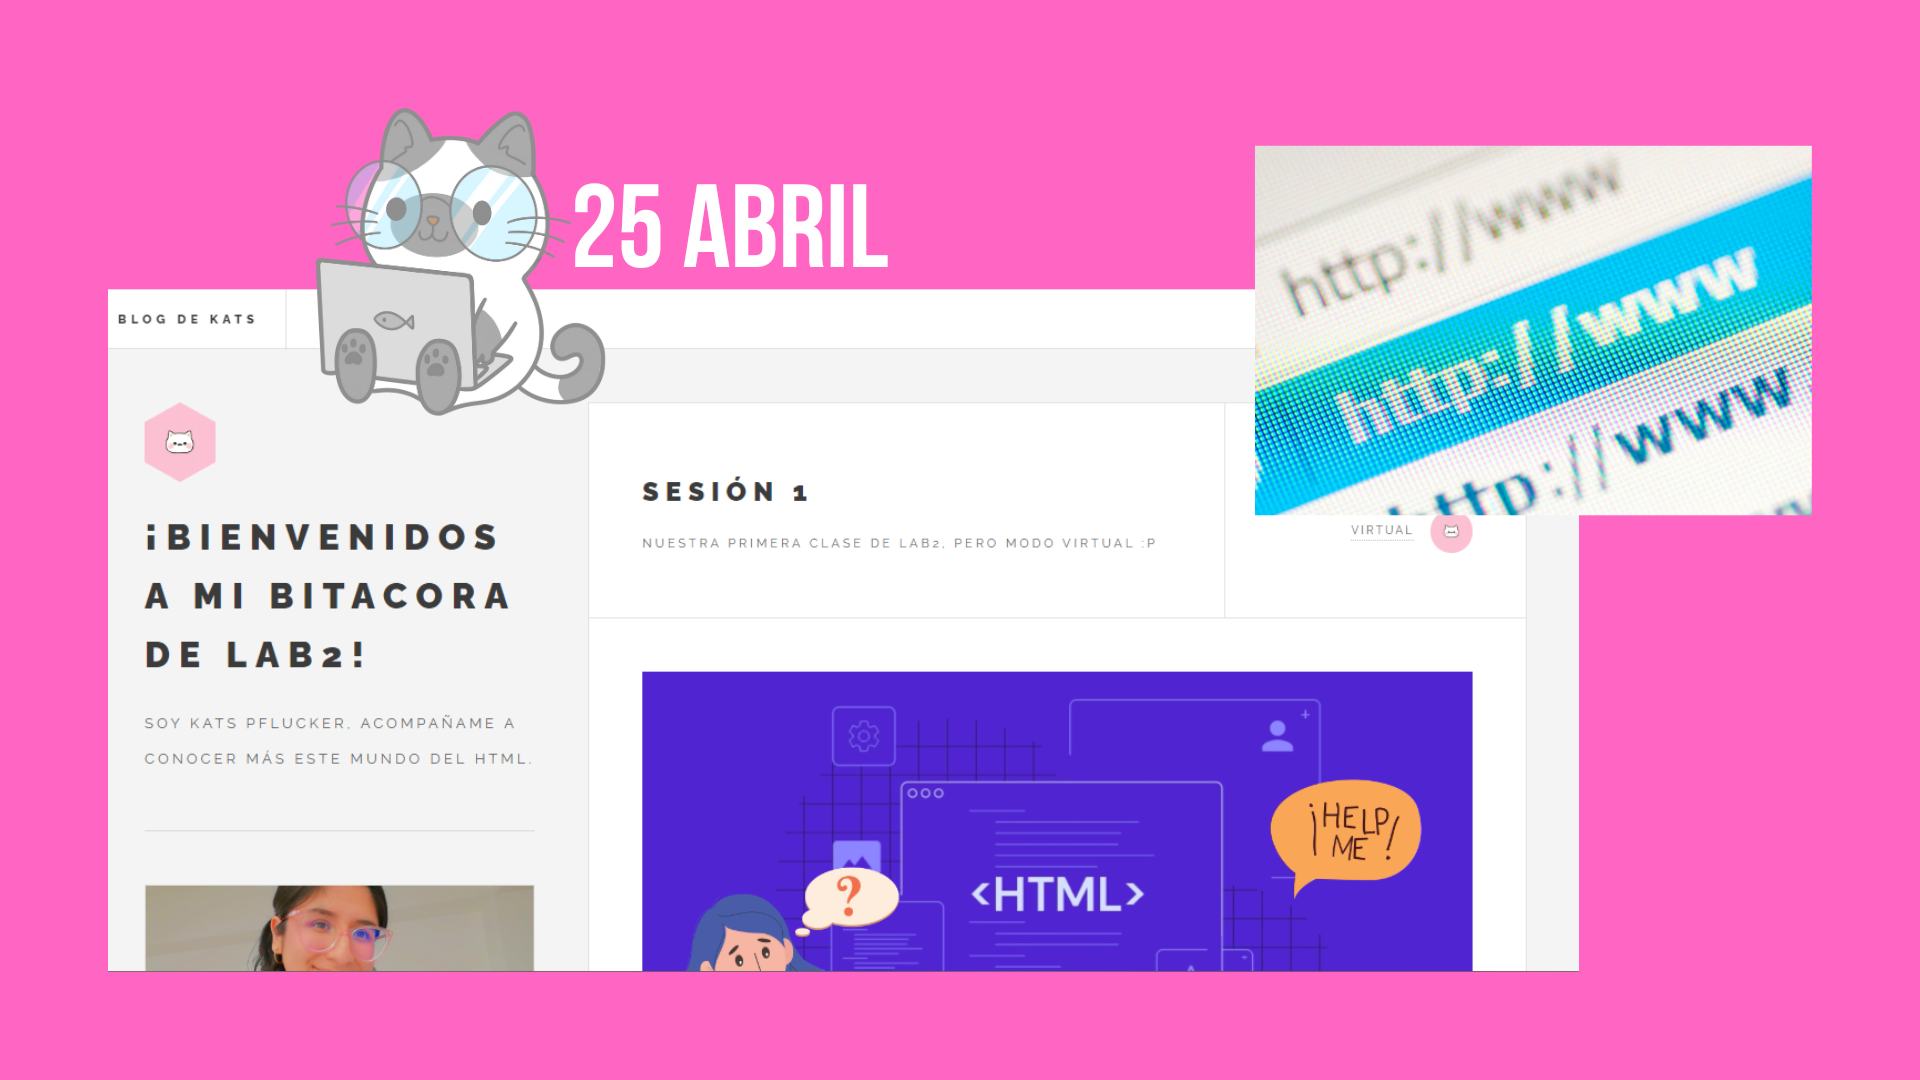 25 ABRIL
http://www
http://www
http://www
BLOG DE KATS
¡BIENVENIDOS
A MI BITACORA
DE LAB2!
SOY KATS PFLUCKER, ACOMPAÑAME A
CONOCER MÁS ESTE MUNDO DEL HTML.
SESIÓN 1
NUESTRA PRIMERA CLASE DE LAB2, PERO MODO VIRTUAL :P
VIRTUAL
¡HELP
ME!
?
<HTML>